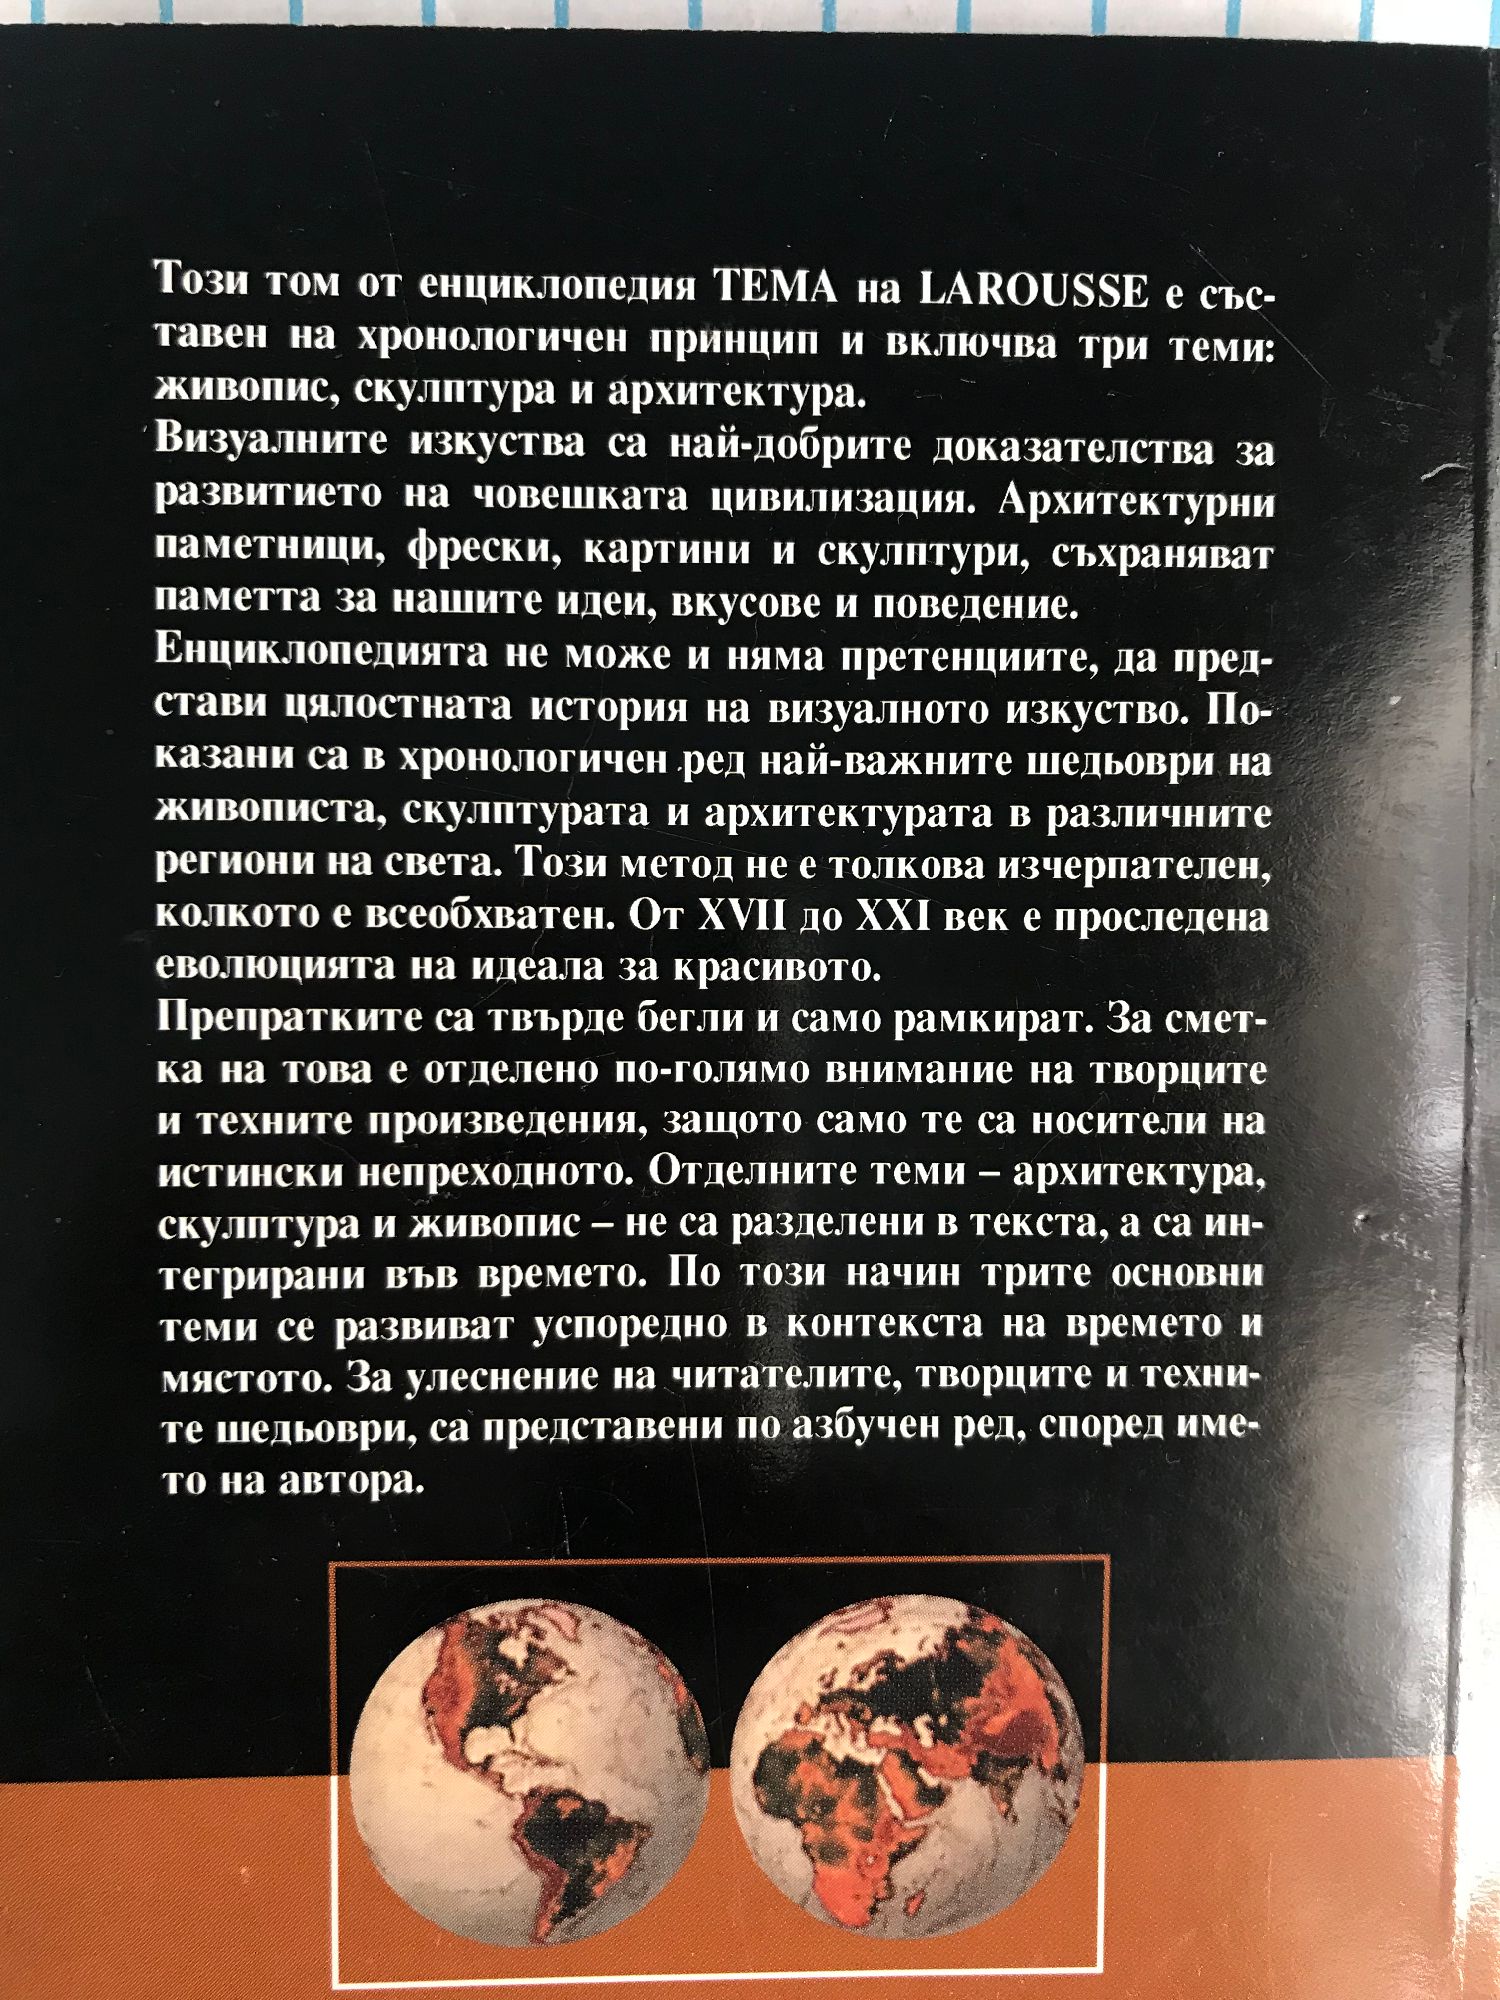 Този том от енциклопедия ТЕМА на LAROUSSE е със-
тавен на хронологичен принцип и включва три теми:
живопис, скулптура и архитектура.
Визуалните изкуства са най-добрите доказателства за
развитието на човешката цивилизация. Архитектурни
паметници, фрески, картини и скулптури, съхраняват
паметта за нашите идеи, вкусове и поведение.
Енциклопедията не може и няма претенциите, да пред-
стави цялостната история на визуалното изкуство. По-
казани са в хронологичен ред най-важните шедьоври на
живописта, скулптурата и архитектурата в различните
региони на света. Този метод не е толкова изчерпателен,
колкото е всеобхватен. От XVII до XXI век е проследена
еволюцията на идеала за красивото.
Препратките са твърде бегли и само рамкират. За смет-
ка на това е отделено по-голямо внимание на творците
и техните произведения, защото само те са носители на
истински непреходното. Отделните теми – архитектура,
скулптура и живопис – не са разделени в текста, а са ин-
тегрирани във времето. По този начин трите основни
теми се развиват успоредно в контекста на времето и
мястото. За улеснение на читателите, творците и техни-
те шедьоври, са представени по азбучен ред, според име-
то на автора.